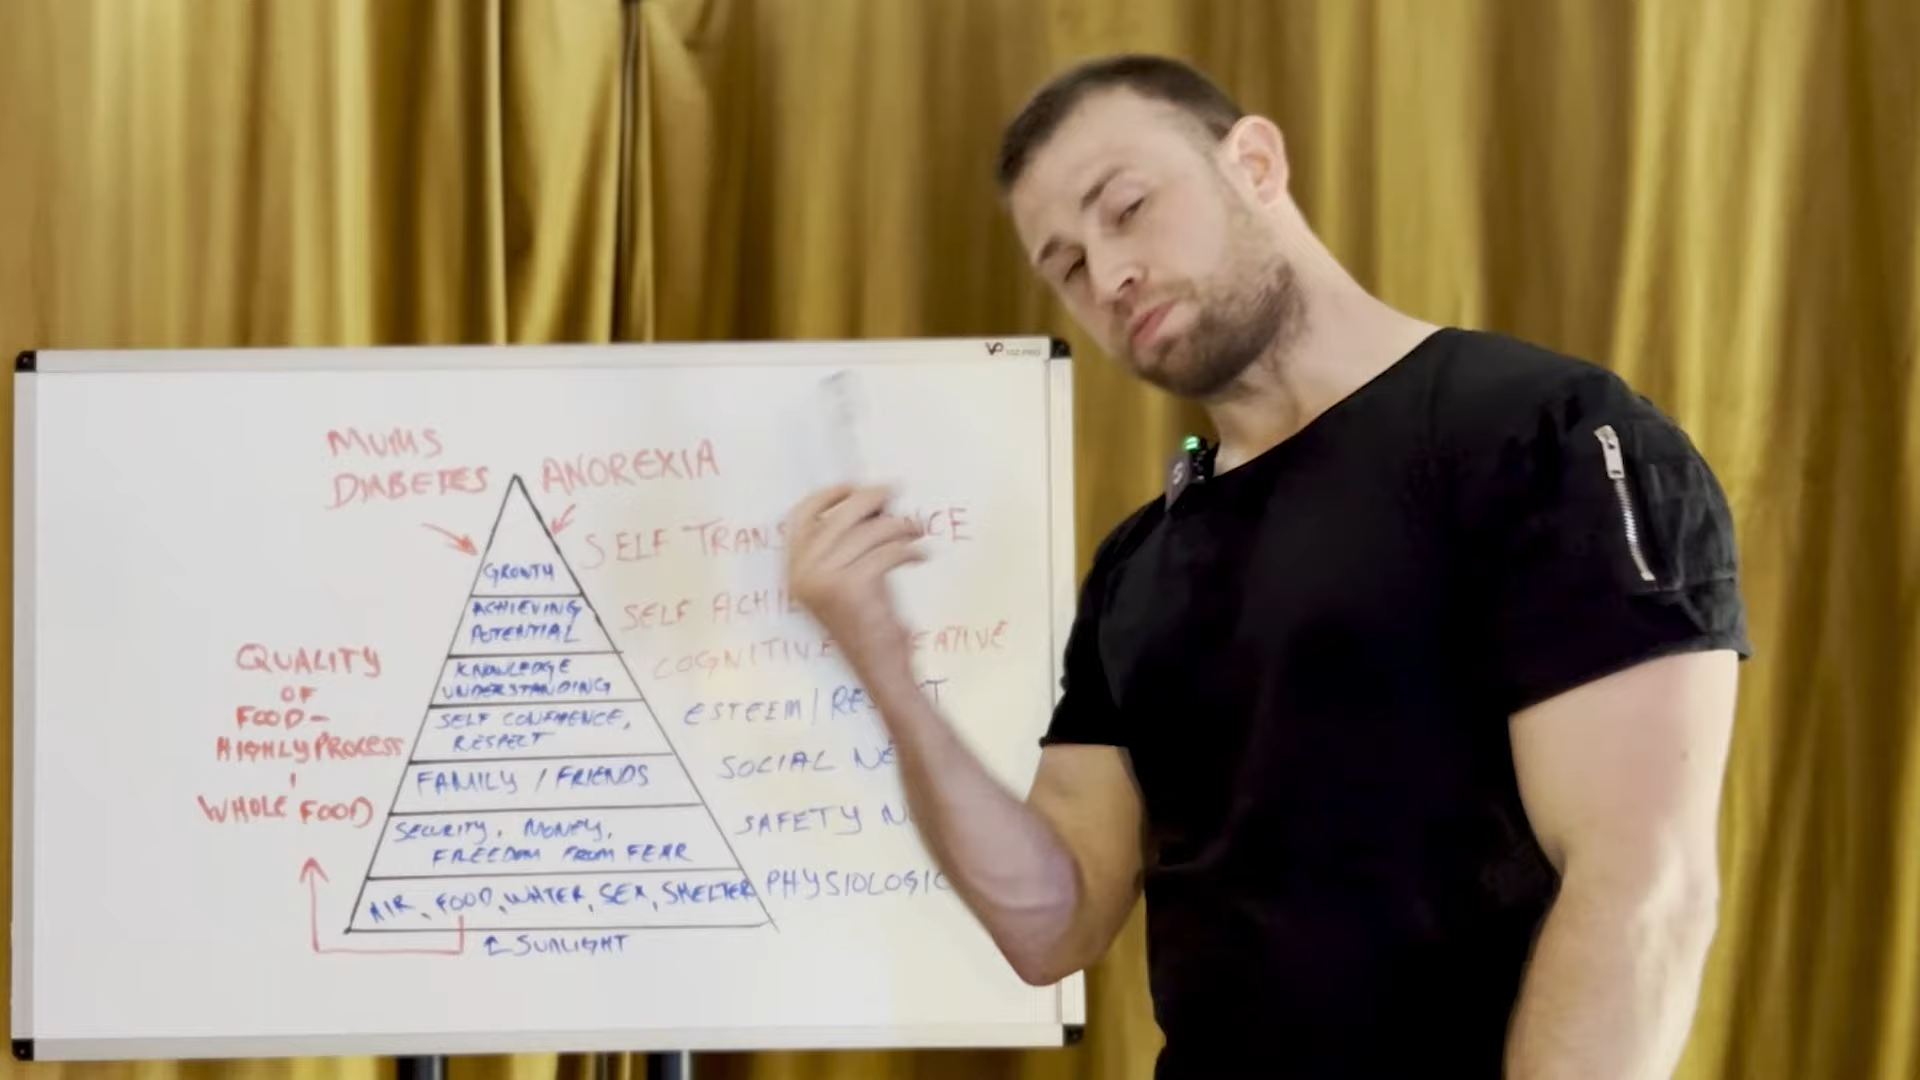 MUMS
DIABETES
ANOREXIA
SELF TRANS NCE
GROWTH
ACHIEVING
POTENTIAL
SELF ACHI
KNOWLEDGE
UNDERSTANDING
COGNITIVE EATIVE
QUALITY
OF
FOOD-
HIGHLY PROCESS
WHOLE FOOD
SELF CONFIDENCE,
RESPECT
ESTEEM / RES T
FAMILY / FRIENDS
SOCIAL NE
SECURITY, MONEY,
FREEDOM FROM FEAR
SAFETY N
AIR, FOOD, WATER, SEX, SHELTER
PHYSIOLOGIC
SUNLIGHT